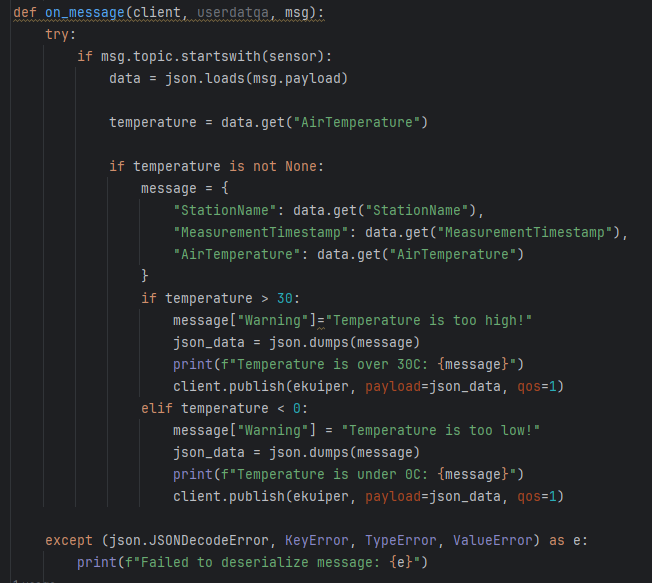 def on_message(client, userdatqa, msg):
    try:
        if msg.topic.startswith(sensor):
            data = json.loads(msg.payload)

            temperature = data.get("AirTemperature")

            if temperature is not None:
                message = {
                    "StationName": data.get("StationName"),
                    "MeasurementTimestamp": data.get("MeasurementTimestamp"),
                    "AirTemperature": data.get("AirTemperature")
                }
                if temperature > 30:
                    message["Warning"]="Temperature is too high!"
                    json_data = json.dumps(message)
                    print(f"Temperature is over 30C: {message}")
                    client.publish(ekuiper, payload=json_data, qos=1)
                elif temperature < 0:
                    message["Warning"] = "Temperature is too low!"
                    json_data = json.dumps(message)
                    print(f"Temperature is under 0C: {message}")
                    client.publish(ekuiper, payload=json_data, qos=1)

    except (json.JSONDecodeError, KeyError, TypeError, ValueError) as e:
        print(f"Failed to deserialize message: {e}")